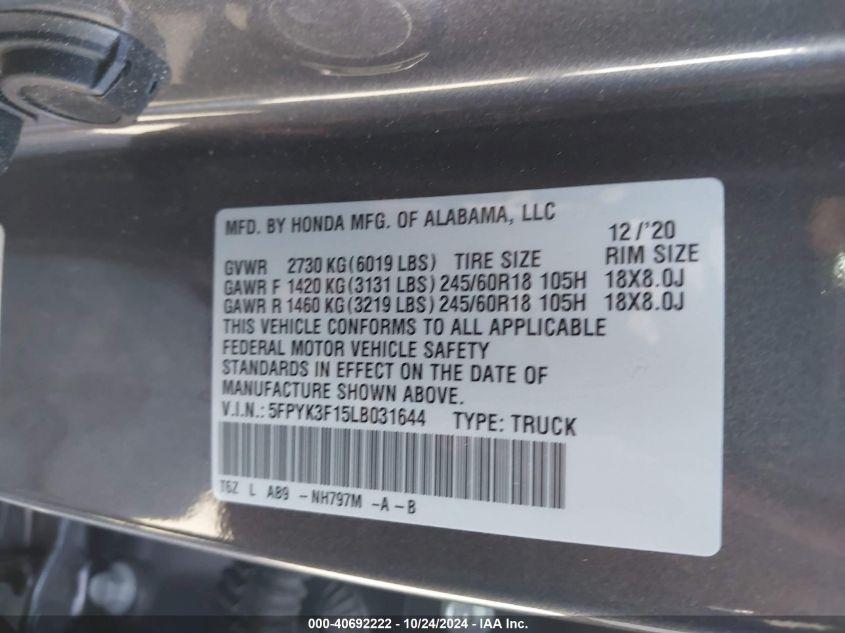 MFD. BY HONDA MFG. OF ALABAMA, LLC 12/'20
GVWR 2730 KG(6019 LBS) TIRE SIZE RIM SIZE
GAWR F 1420 KG(3131 LBS) 245/60R18 105H 18X8.0J
GAWR R 1460 KG(3219 LBS) 245/60R18 105H 18X8.0J
THIS VEHICLE CONFORMS TO ALL APPLICABLE
FEDERAL MOTOR VEHICLE SAFETY
STANDARDS IN EFFECT ON THE DATE OF
MANUFACTURE SHOWN ABOVE.
V.I.N.: 5FPYK3F15LB031644 TYPE: TRUCK
T6Z L A89 -NH797M -A-B
000-40692222 - 10/24/2024 - IAA Inc.